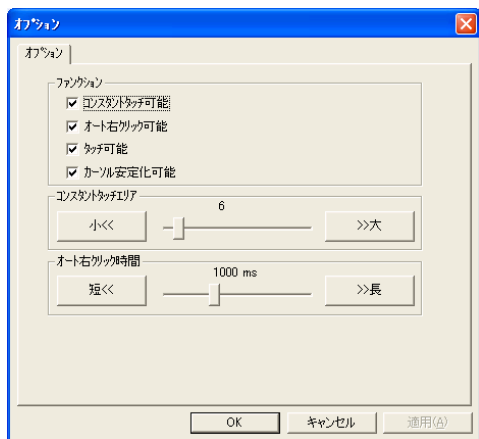 オプション
オプション
ファンクション
コンスタントタッチ可能
オート右クリック可能
タッチ可能
カーソル安定化可能
コンスタントタッチエリア
6
小<<
>>大
オート右クリック時間
1000 ms
短<<
>>長
OK
キャンセル
適用(A)